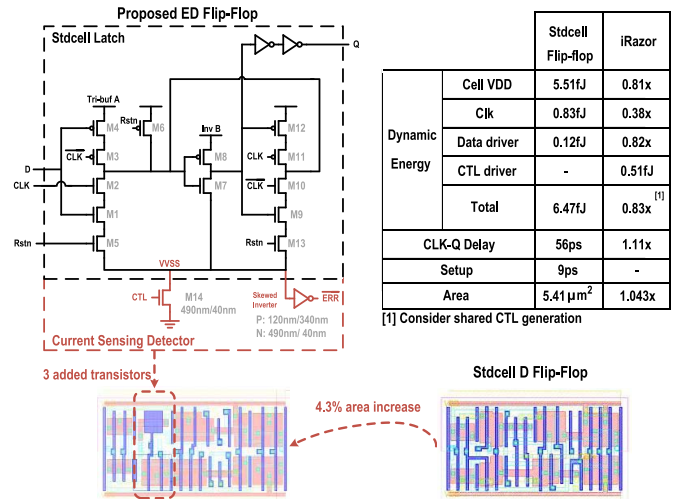 Proposed ED Flip-Flop
Stdcell Latch
Q
Tri-buf A
M4
Rstn
M6
Inv B
M12
D
CLK
M3
M8
CLK
M11
CLK
M2
M7
CLK
M10
M1
M9
Rstn
M5
Rstn
M13
VVSS
CTL
M14
490nm/40nm
Skewed
Inverter
ERR
P: 120nm/340nm
N: 490nm/ 40nm
Current Sensing Detector
3 added transistors
4.3% area increase
Stdcell D Flip-Flop
Stdcell Flip-flop iRazor
Dynamic Energy
Cell VDD 5.51fJ 0.81x
Clk 0.83fJ 0.38x
Data driver 0.12fJ 0.82x
CTL driver - 0.51fJ
Total 6.47fJ 0.83x [1]
CLK-Q Delay 56ps 1.11x
Setup 9ps -
Area 5.41 μm² 1.043x
[1] Consider shared CTL generation